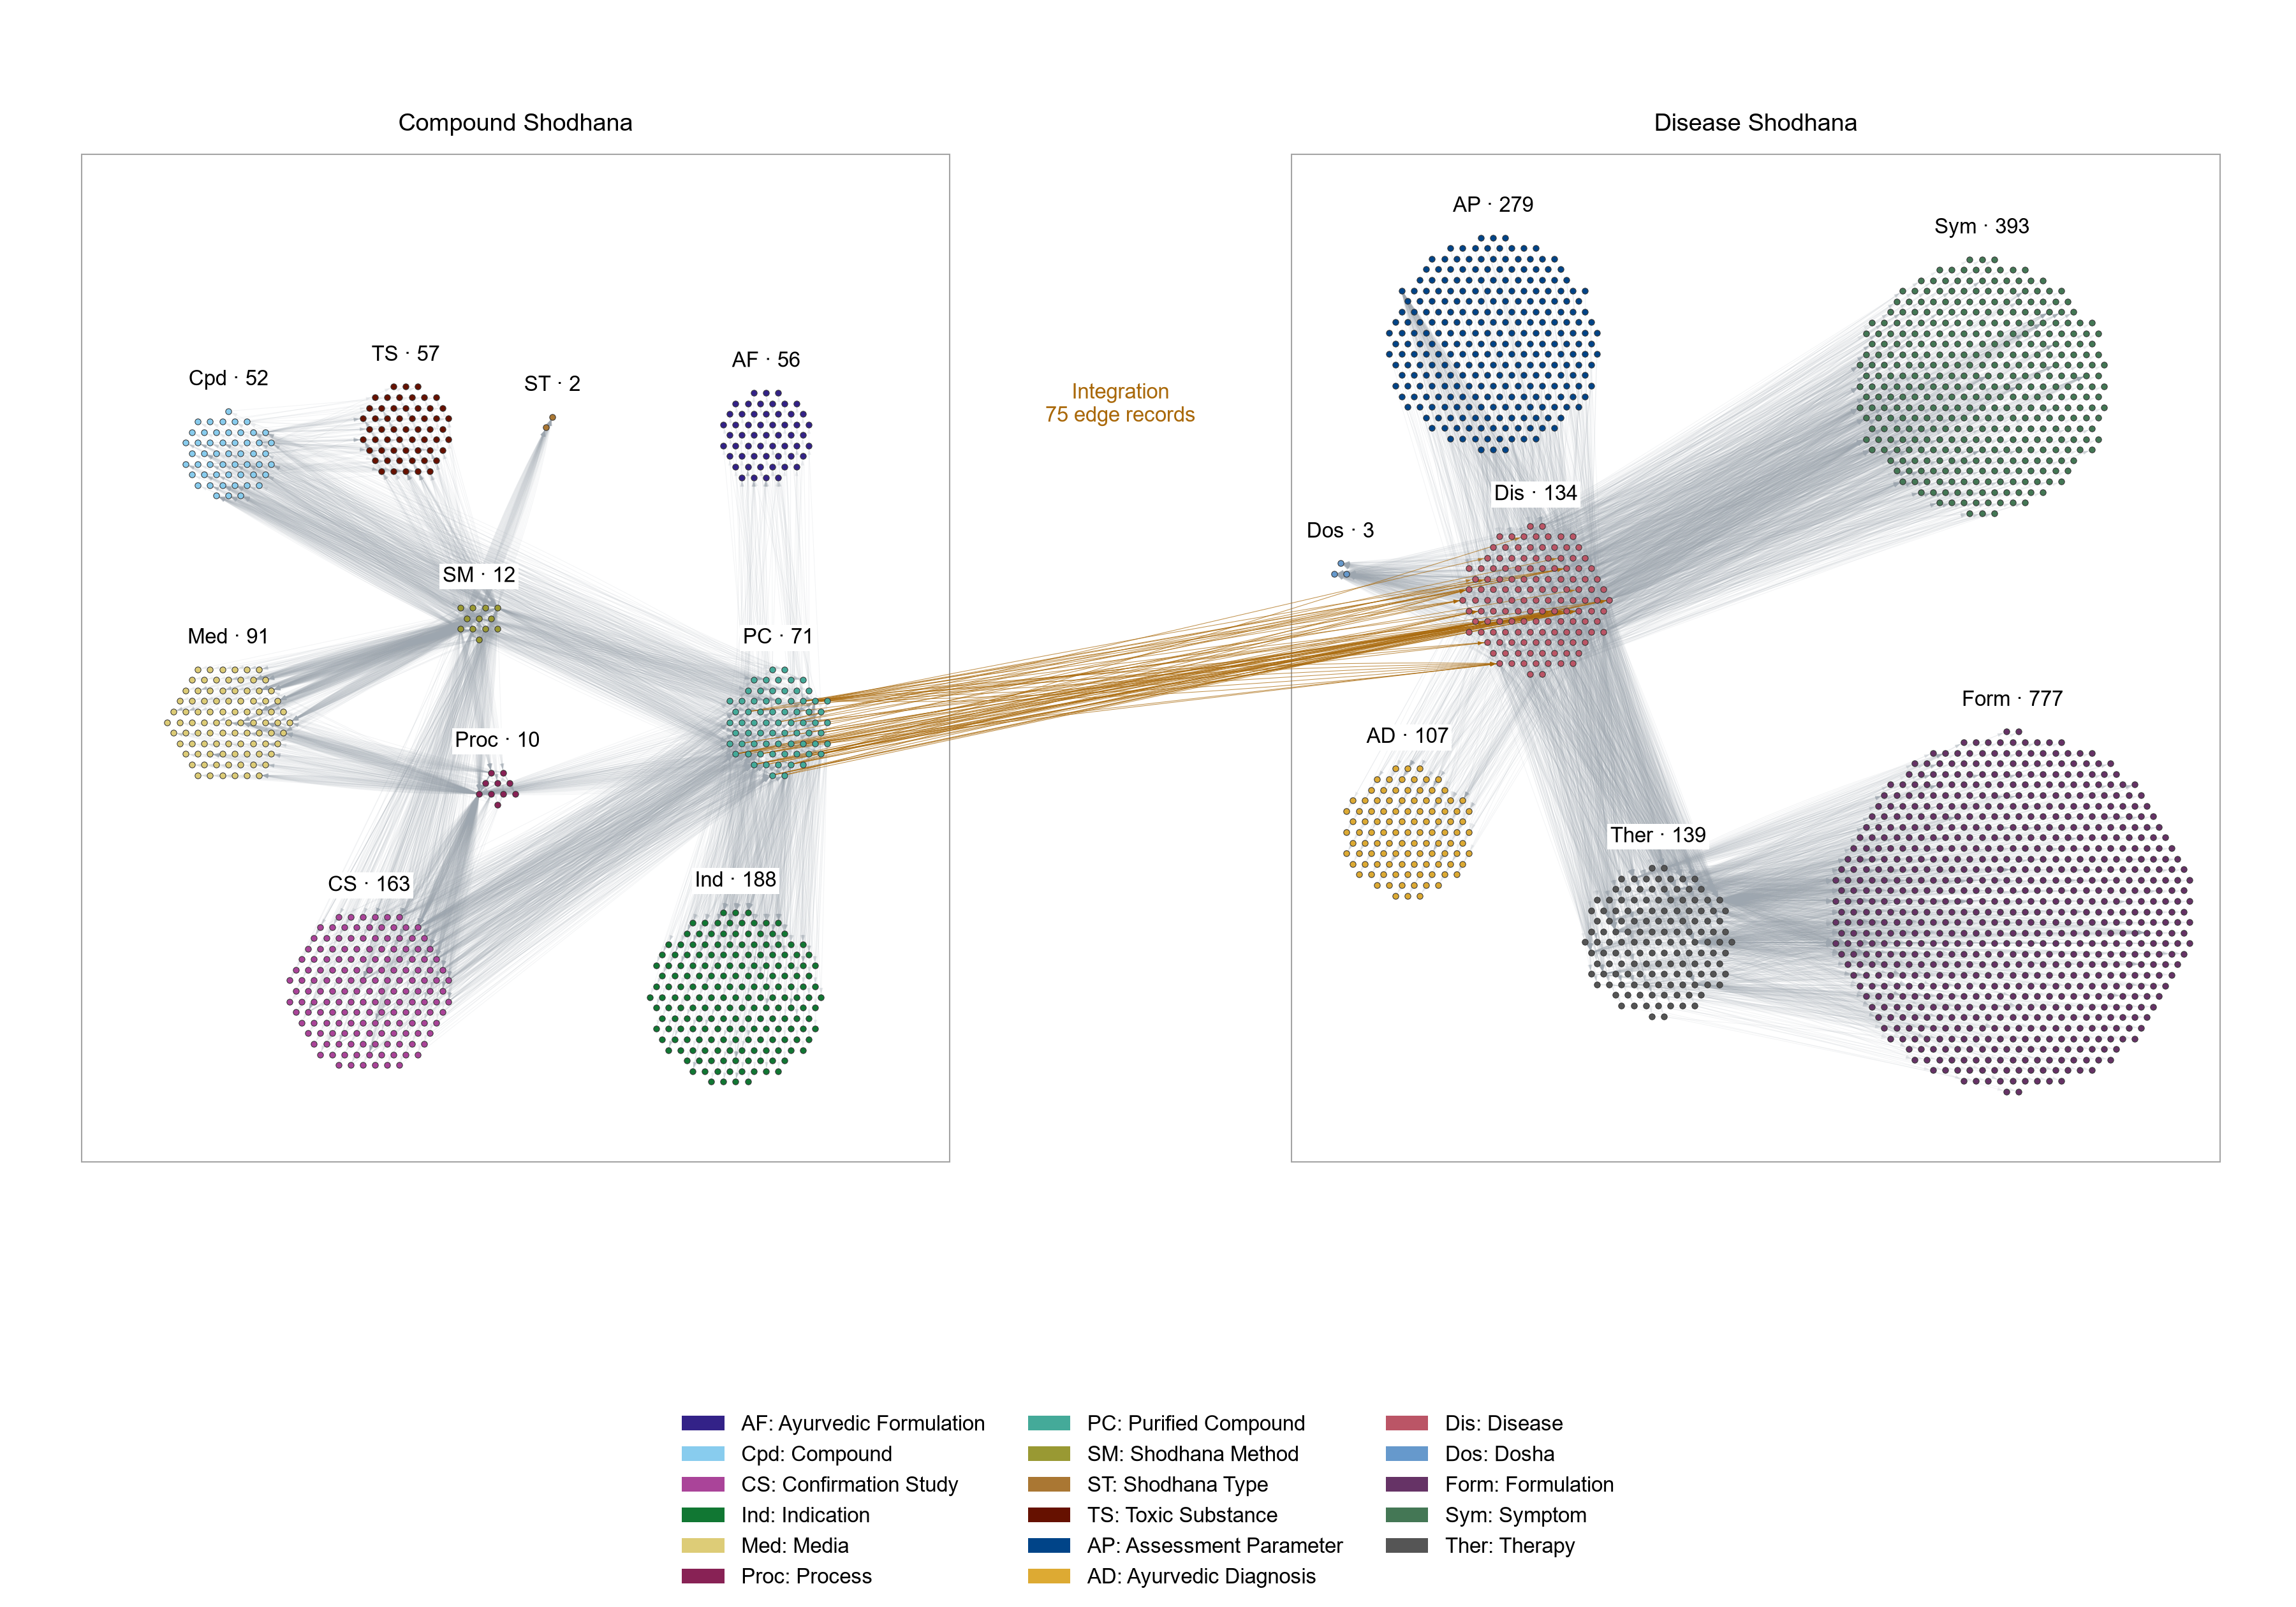 Compound Shodhana
Disease Shodhana
AP · 279
Sym · 393
TS · 57
AF · 56
Cpd · 52
ST · 2
Integration
75 edge records
Dis · 134
Dos · 3
SM · 12
Med · 91
PC · 71
Form · 777
Proc · 10
AD · 107
Ther · 139
CS · 163
Ind · 188
AF: Ayurvedic Formulation
Cpd: Compound
CS: Confirmation Study
Ind: Indication
Med: Media
Proc: Process
PC: Purified Compound
SM: Shodhana Method
ST: Shodhana Type
TS: Toxic Substance
AP: Assessment Parameter
AD: Ayurvedic Diagnosis
Dis: Disease
Dos: Dosha
Form: Formulation
Sym: Symptom
Ther: Therapy